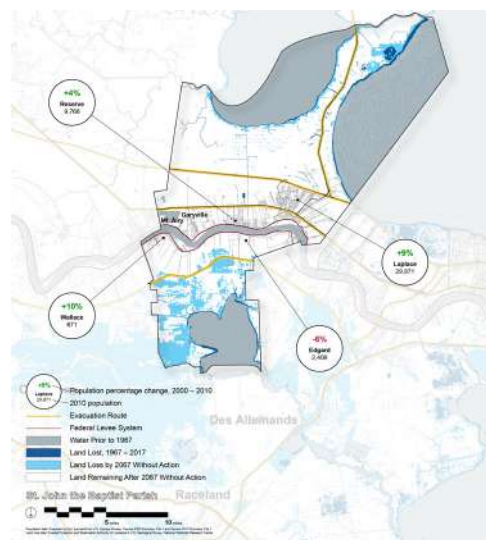 +4%
Reserve
9,766
Garyville
Mt. Airy
+9%
Laplace
29,871
+10%
Wallace
671
-6%
Edgard
2,408
+9%
Laplace
29,871
Population percentage change, 2000 – 2010
2010 population
Evacuation Route
Federal Levee System
Water Prior to 1967
Land Lost, 1967 – 2017
Land Loss by 2067 Without Action
Land Remaining After 2067 Without Action
Des Allemands
St. John the Baptist Parish
Raceland
5 miles
10 miles